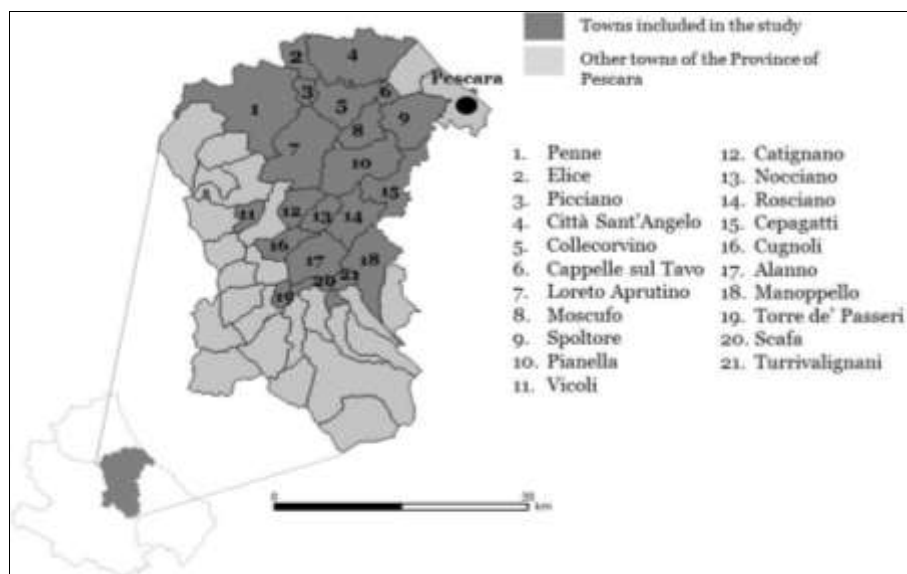 Towns included in the study
Other towns of the Province of
Pescara
Pescara
1. Penne
2. Elice
3. Picciano
4. Città Sant'Angelo
5. Collecorvino
6. Cappelle sul Tavo
7. Loreto Aprutino
8. Moscufo
9. Spoltore
10. Pianella
11. Vicoli
12. Catignano
13. Nocciano
14. Rosciano
15. Cepagatti
16. Cugnoli
17. Alanno
18. Manoppello
19. Torre de' Passeri
20. Scafa
21. Turrivalignani
2
4
3
6
1
5
9
8
7
10
15
11
12
13
14
16
17
18
21
20
19
0
km